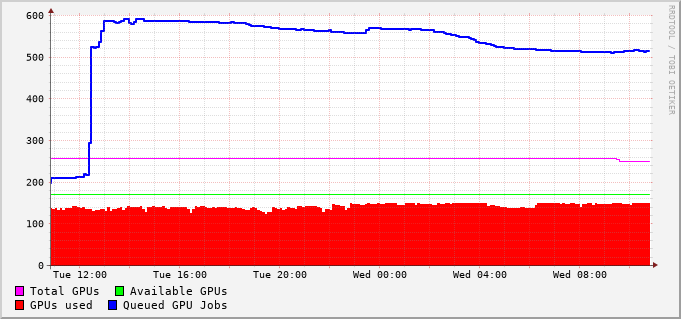 600
500
400
300
200
100
0
Tue 12:00 Tue 16:00 Tue 20:00 Wed 00:00 Wed 04:00 Wed 08:00
Total GPUs Available GPUs
GPUs used Queued GPU Jobs
RRDTOOL / TOBI OETIKER